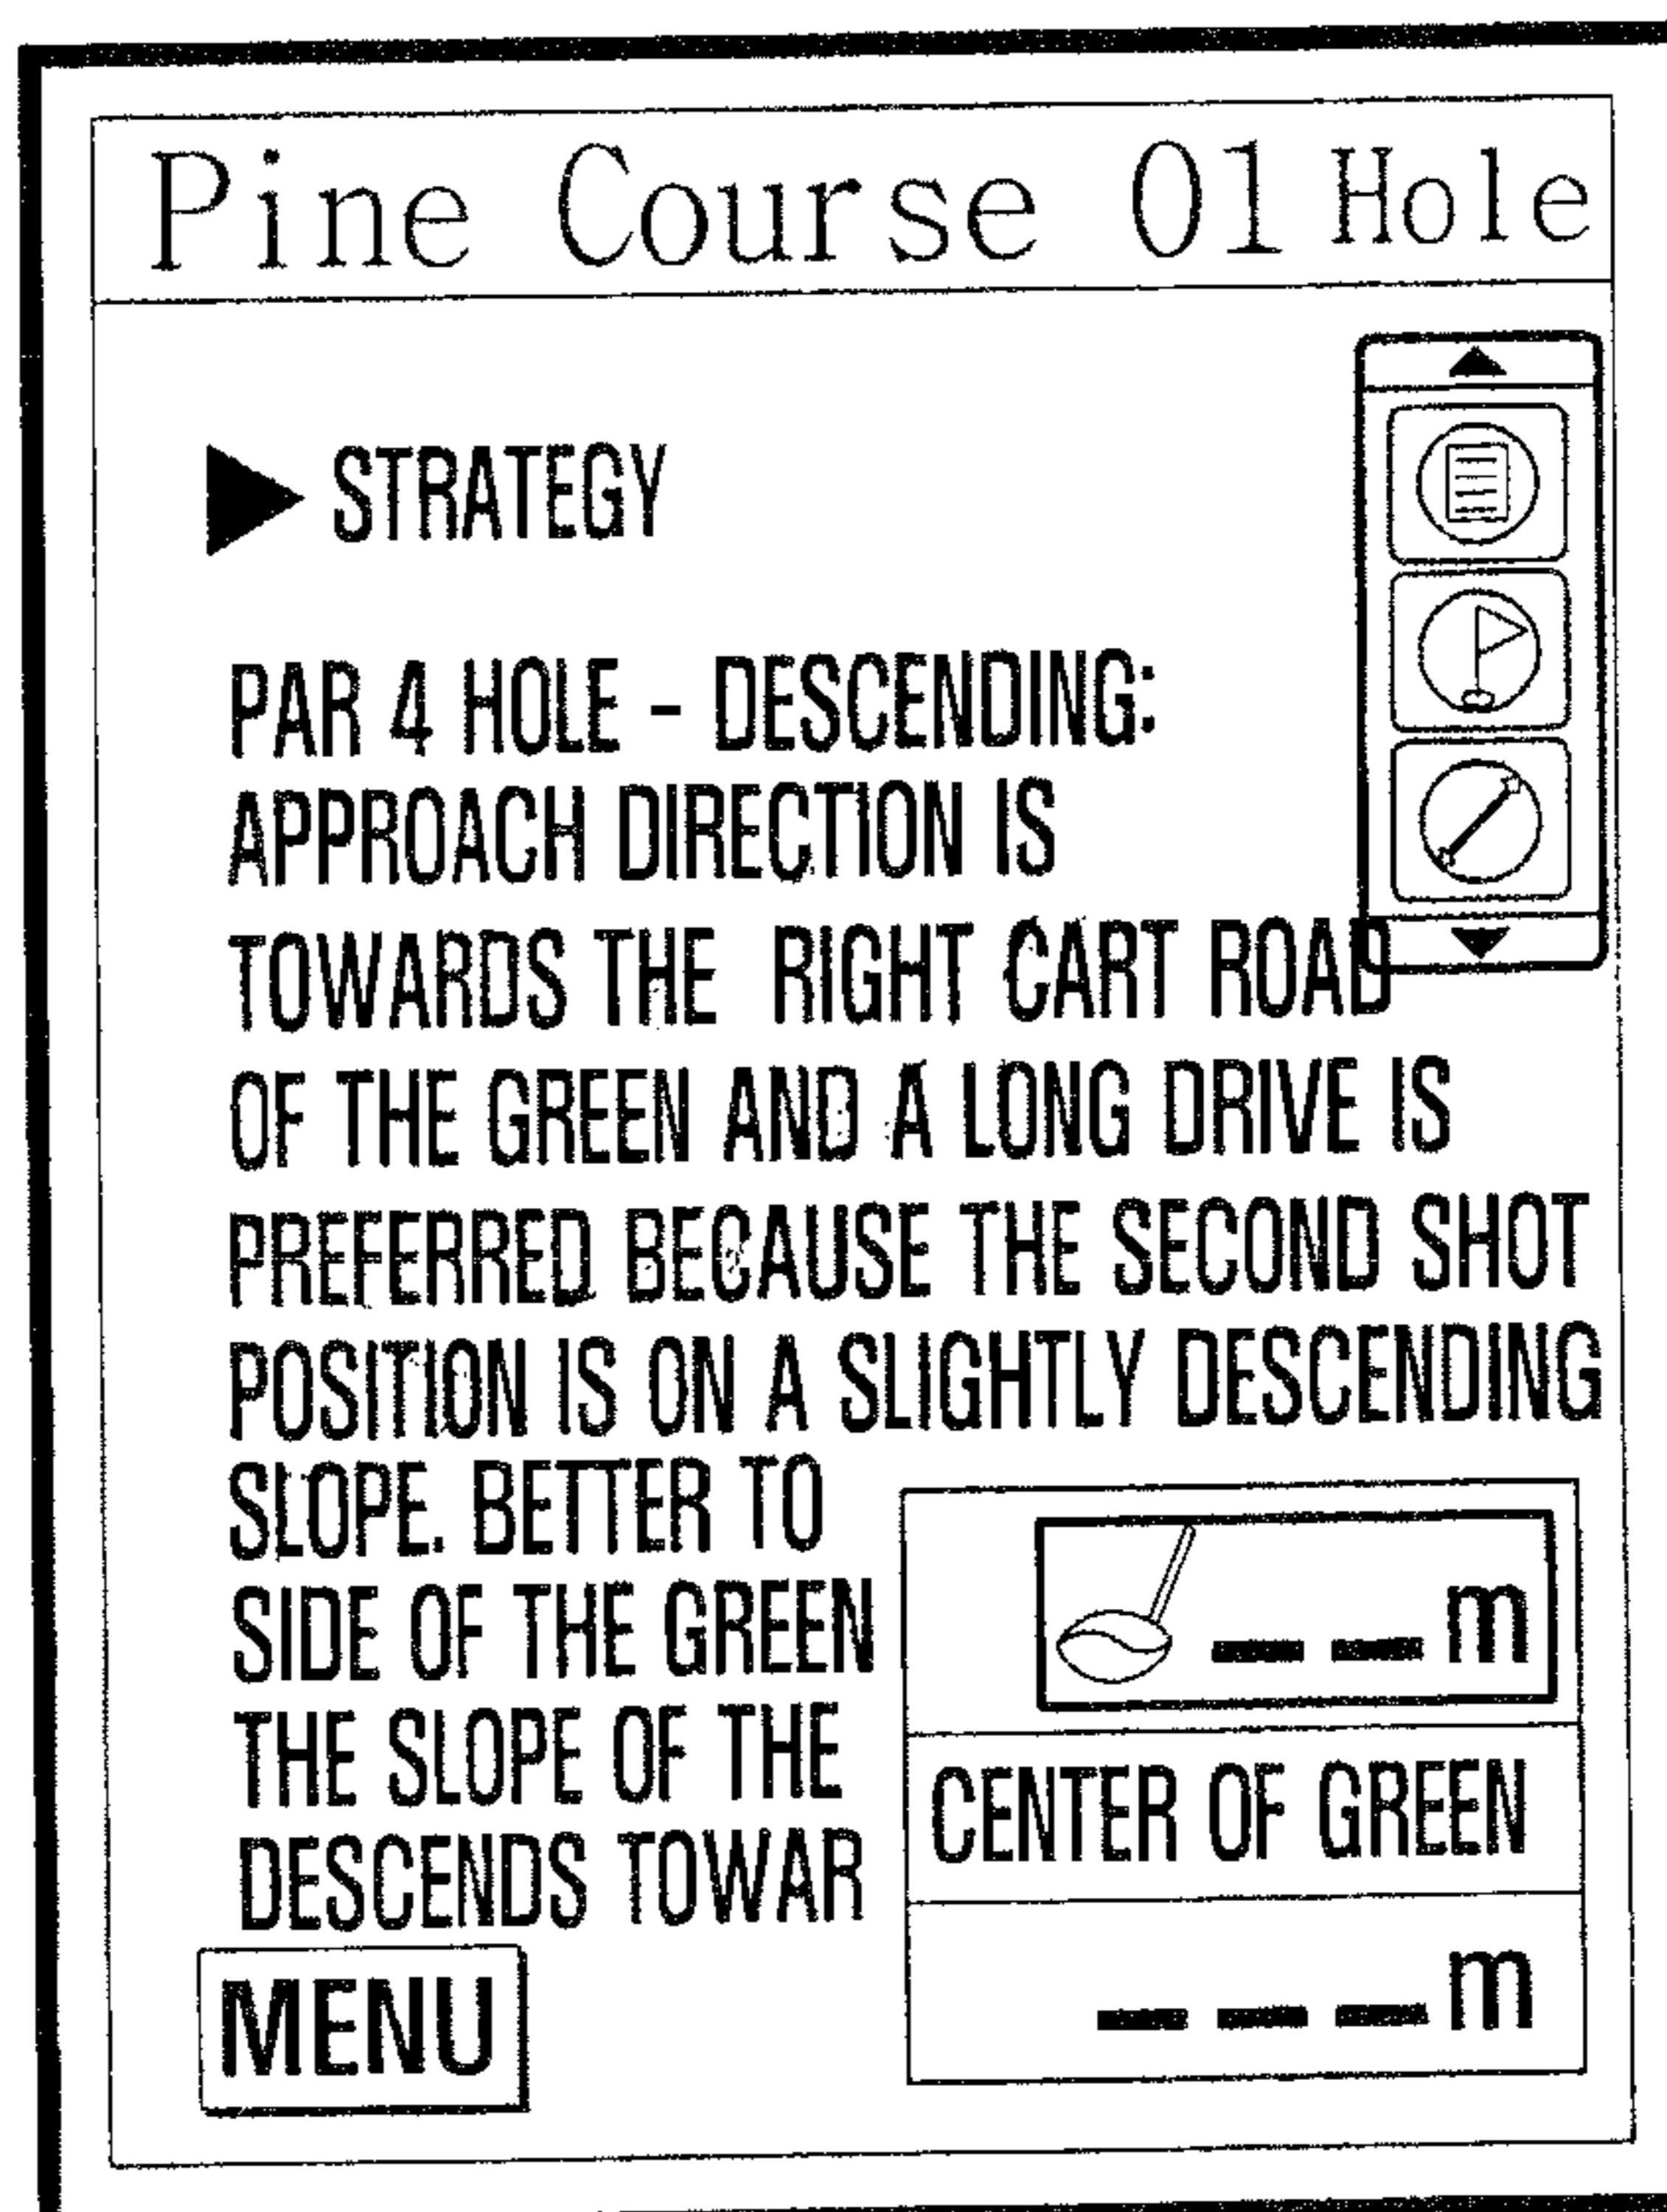 Pine Course 01 Hole
STRATEGY
PAR 4 HOLE - DESCENDING:
APPROACH DIRECTION IS
TOWARDS THE RIGHT CART ROAD
OF THE GREEN AND A LONG DRIVE IS
PREFERRED BECAUSE THE SECOND SHOT
POSITION IS ON A SLIGHTLY DESCENDING
SLOPE. BETTER TO
SIDE OF THE GREEN
THE SLOPE OF THE
DESCENDS TOWAR
_ _ m
CENTER OF GREEN
_ _ _ m
MENU